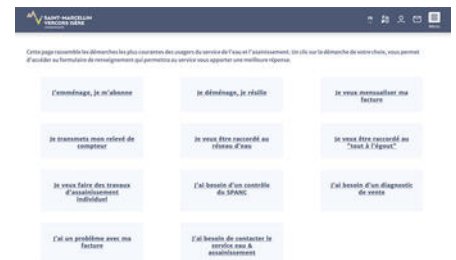 SAINT-MARCELLIN
VERCORS ISÈRE
MENU
Cette page rassemble les démarches les plus courantes des usagers du service de l'eau et l'assainissement. Un clic sur la démarche de votre choix, vous permet
d'accéder au formulaire de renseignement qui permettra au service vous apporter une meilleure réponse.
J'emménage, je m'abonne
Je déménage, je résilie
Je veux mensualiser ma
facture
Je transmets mon relevé de
compteur
Je veux être raccordé au
réseau d'eau
Je veux être raccordé au
"tout à l'égout"
Je veux faire des travaux
d'assainissement
individuel
J'ai besoin d'un contrôle
du SPANC
J'ai besoin d'un diagnostic
de vente
J'ai un problème avec ma
facture
J'ai besoin de contacter le
service eau &
assainissement